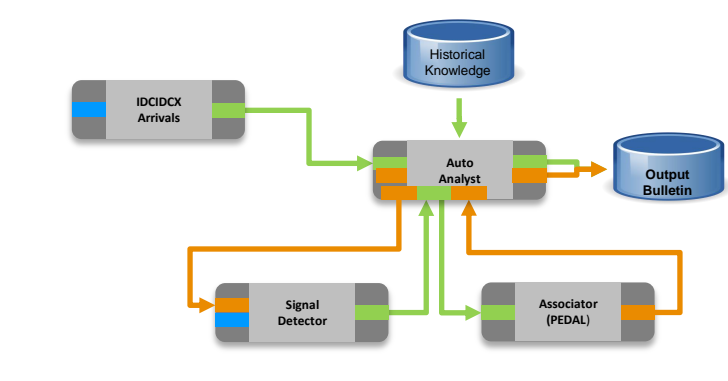 Historical
Knowledge
IDCIDCX
Arrivals
Auto
Analyst
Output
Bulletin
Signal
Detector
Associator
(PEDAL)